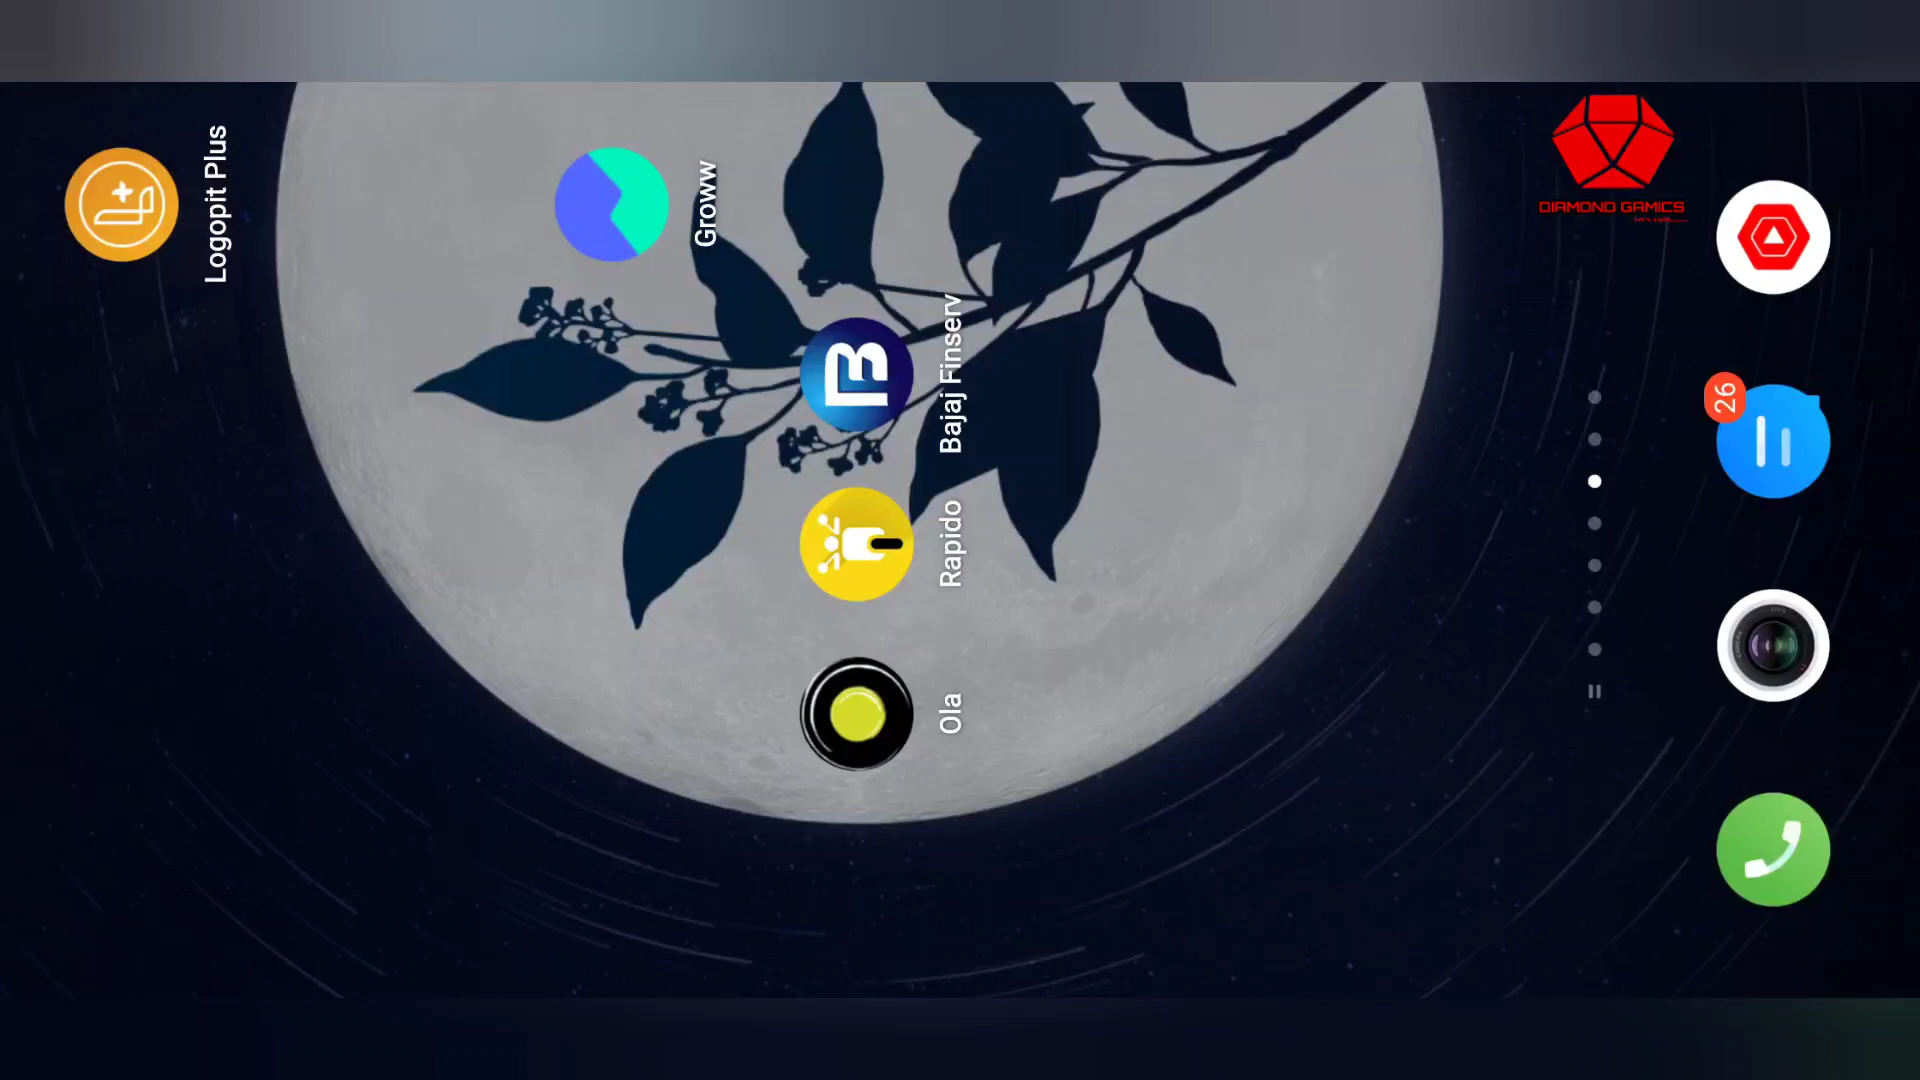 Logopit Plus
Groww
Bajaj Finserv
Rapido
Ola
DIAMOND GAMICS
26